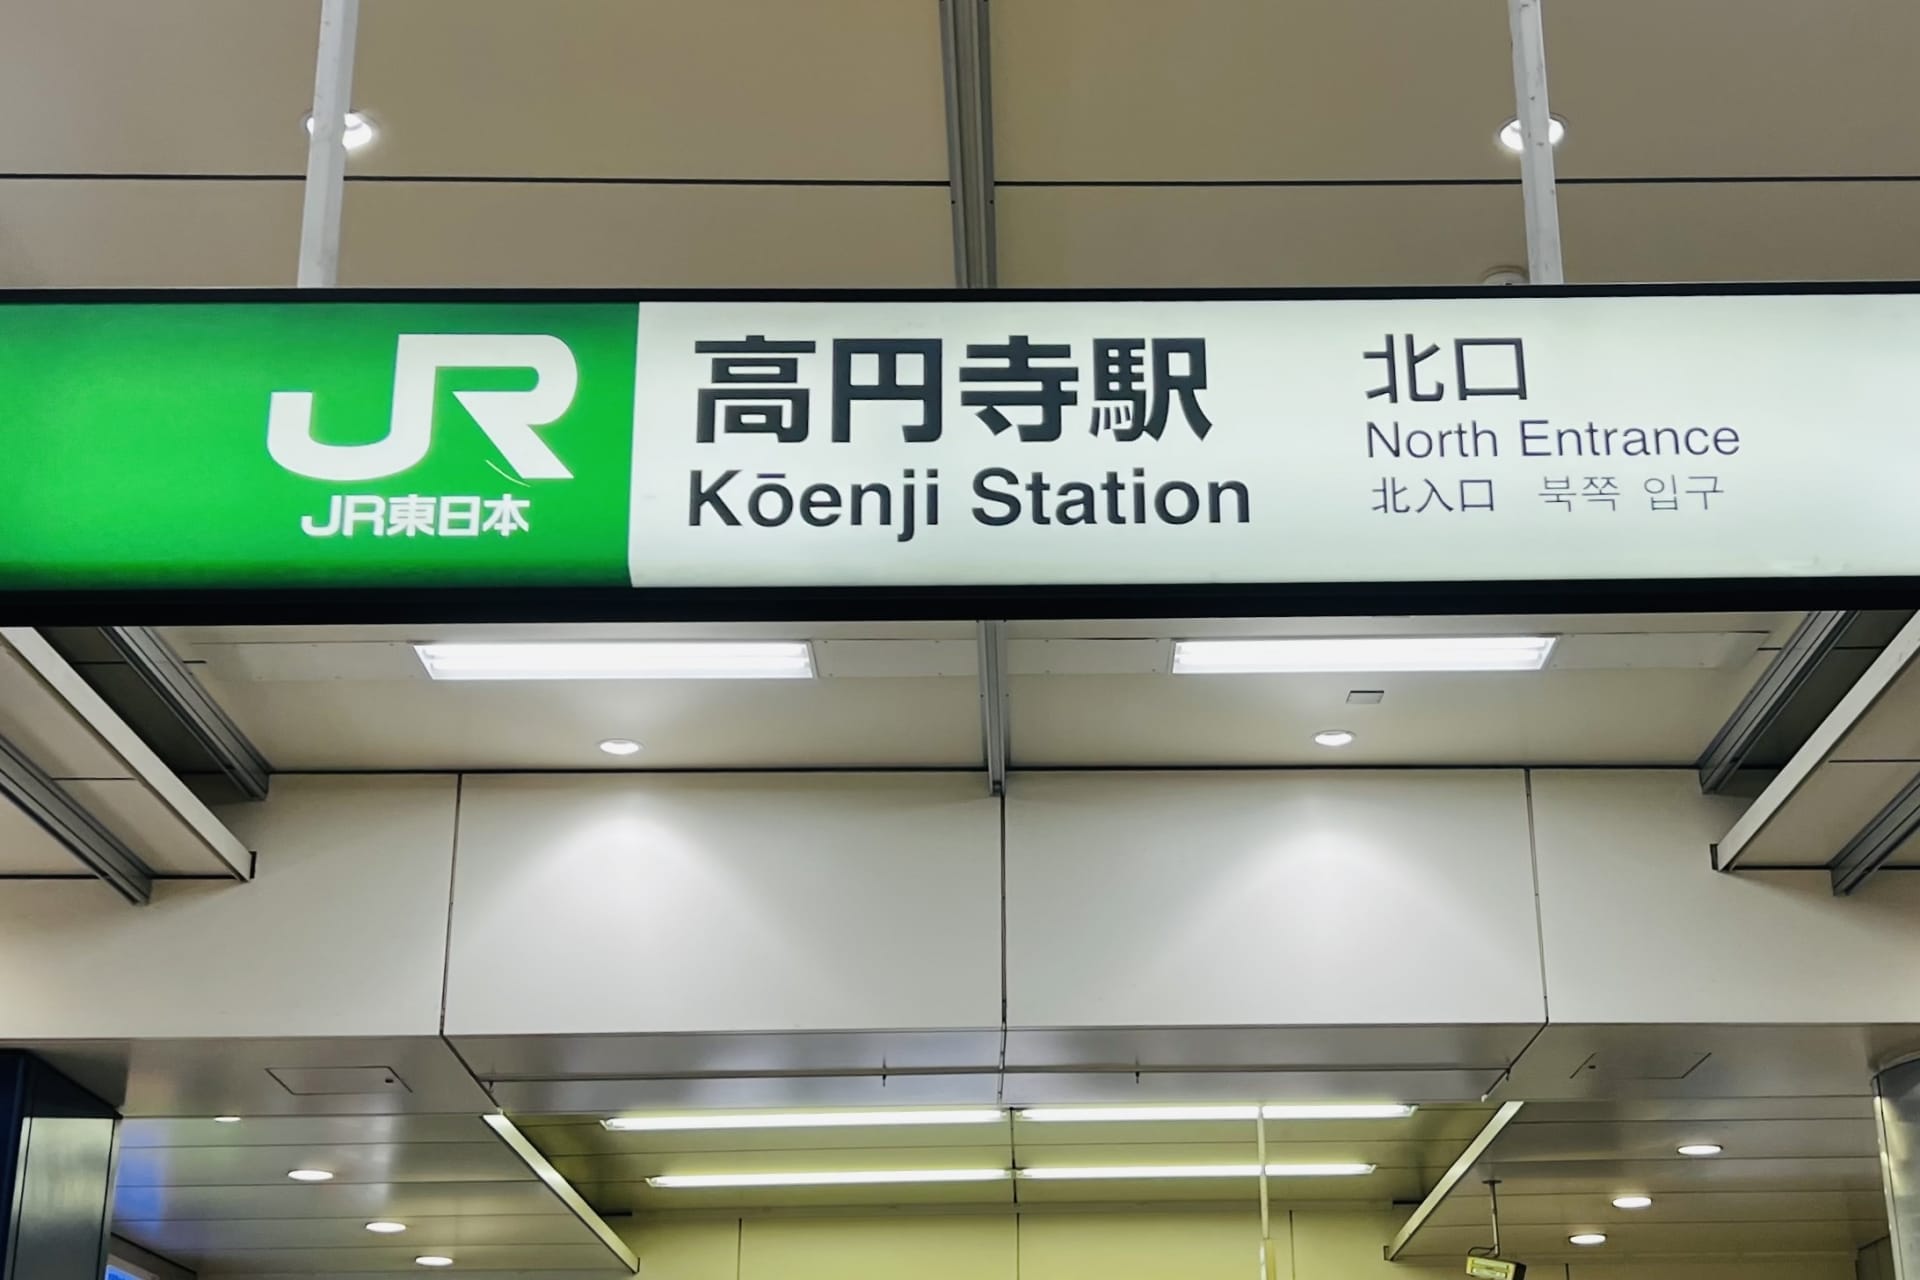 JR
JR東日本
高円寺駅
Kōenji Station
北口
North Entrance
北入口 북쪽 입구